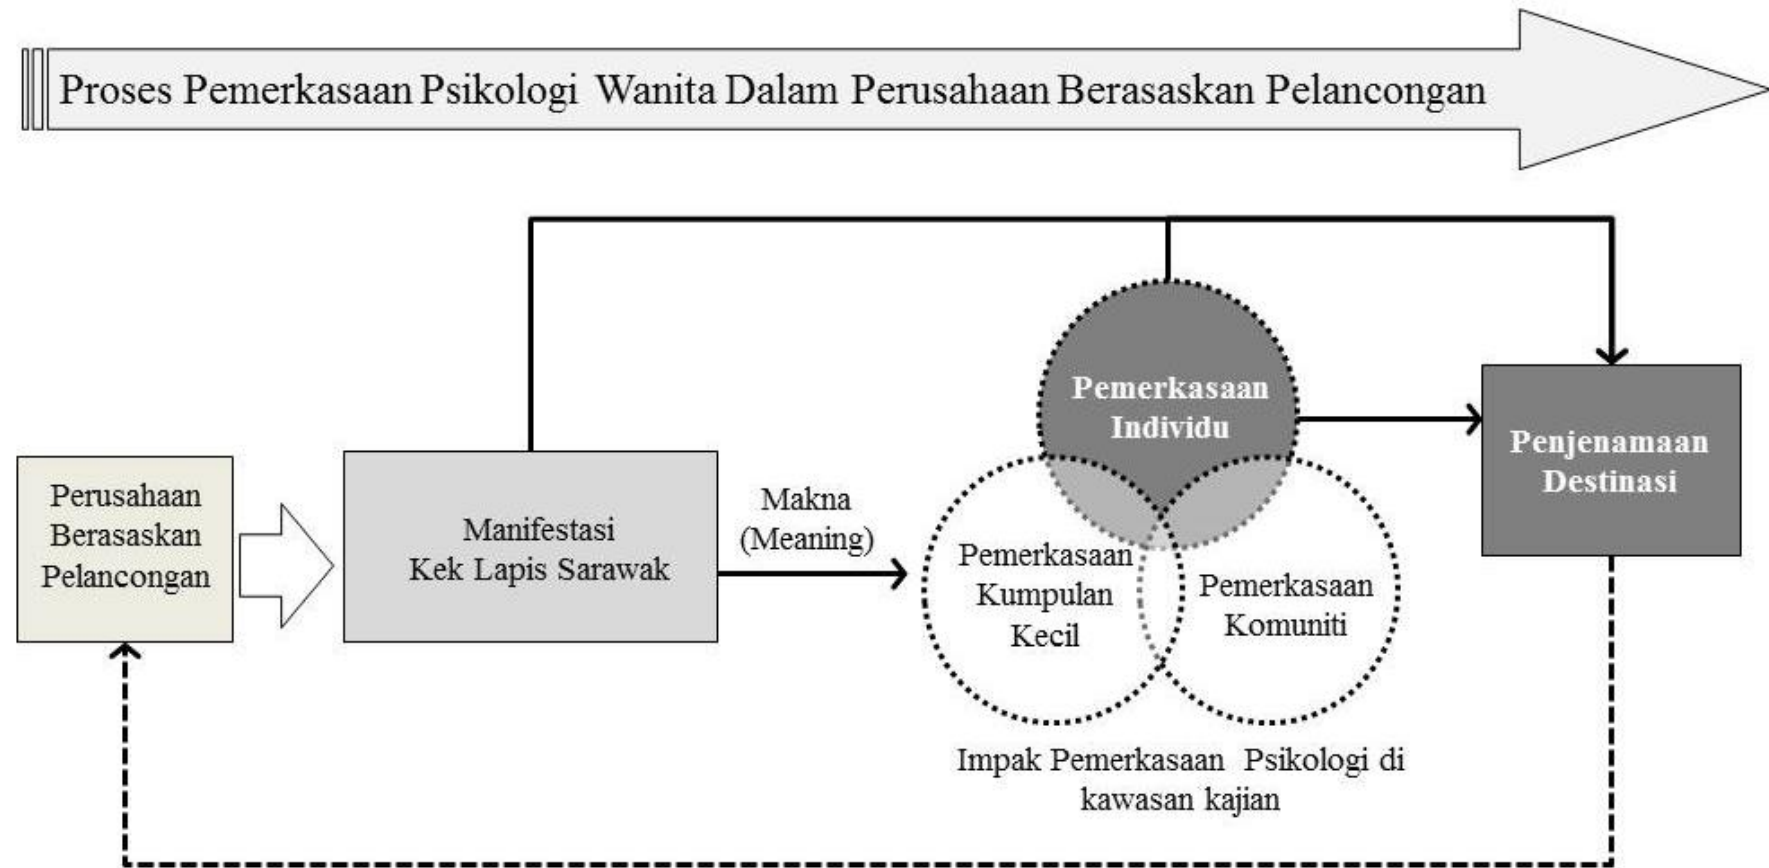 Proses Pemerkasaan Psikologi Wanita Dalam Perusahaan Berasaskan Pelancongan
Perusahaan
Berasaskan
Pelancongan
Manifestasi
Kek Lapis Sarawak
Makna
(Meaning)
Pemerkasaan
Individu
Pemerkasaan
Kumpulan
Kecil
Pemerkasaan
Komuniti
Impak Pemerkasaan Psikologi di
kawasan kajian
Penjenamaan
Destinasi